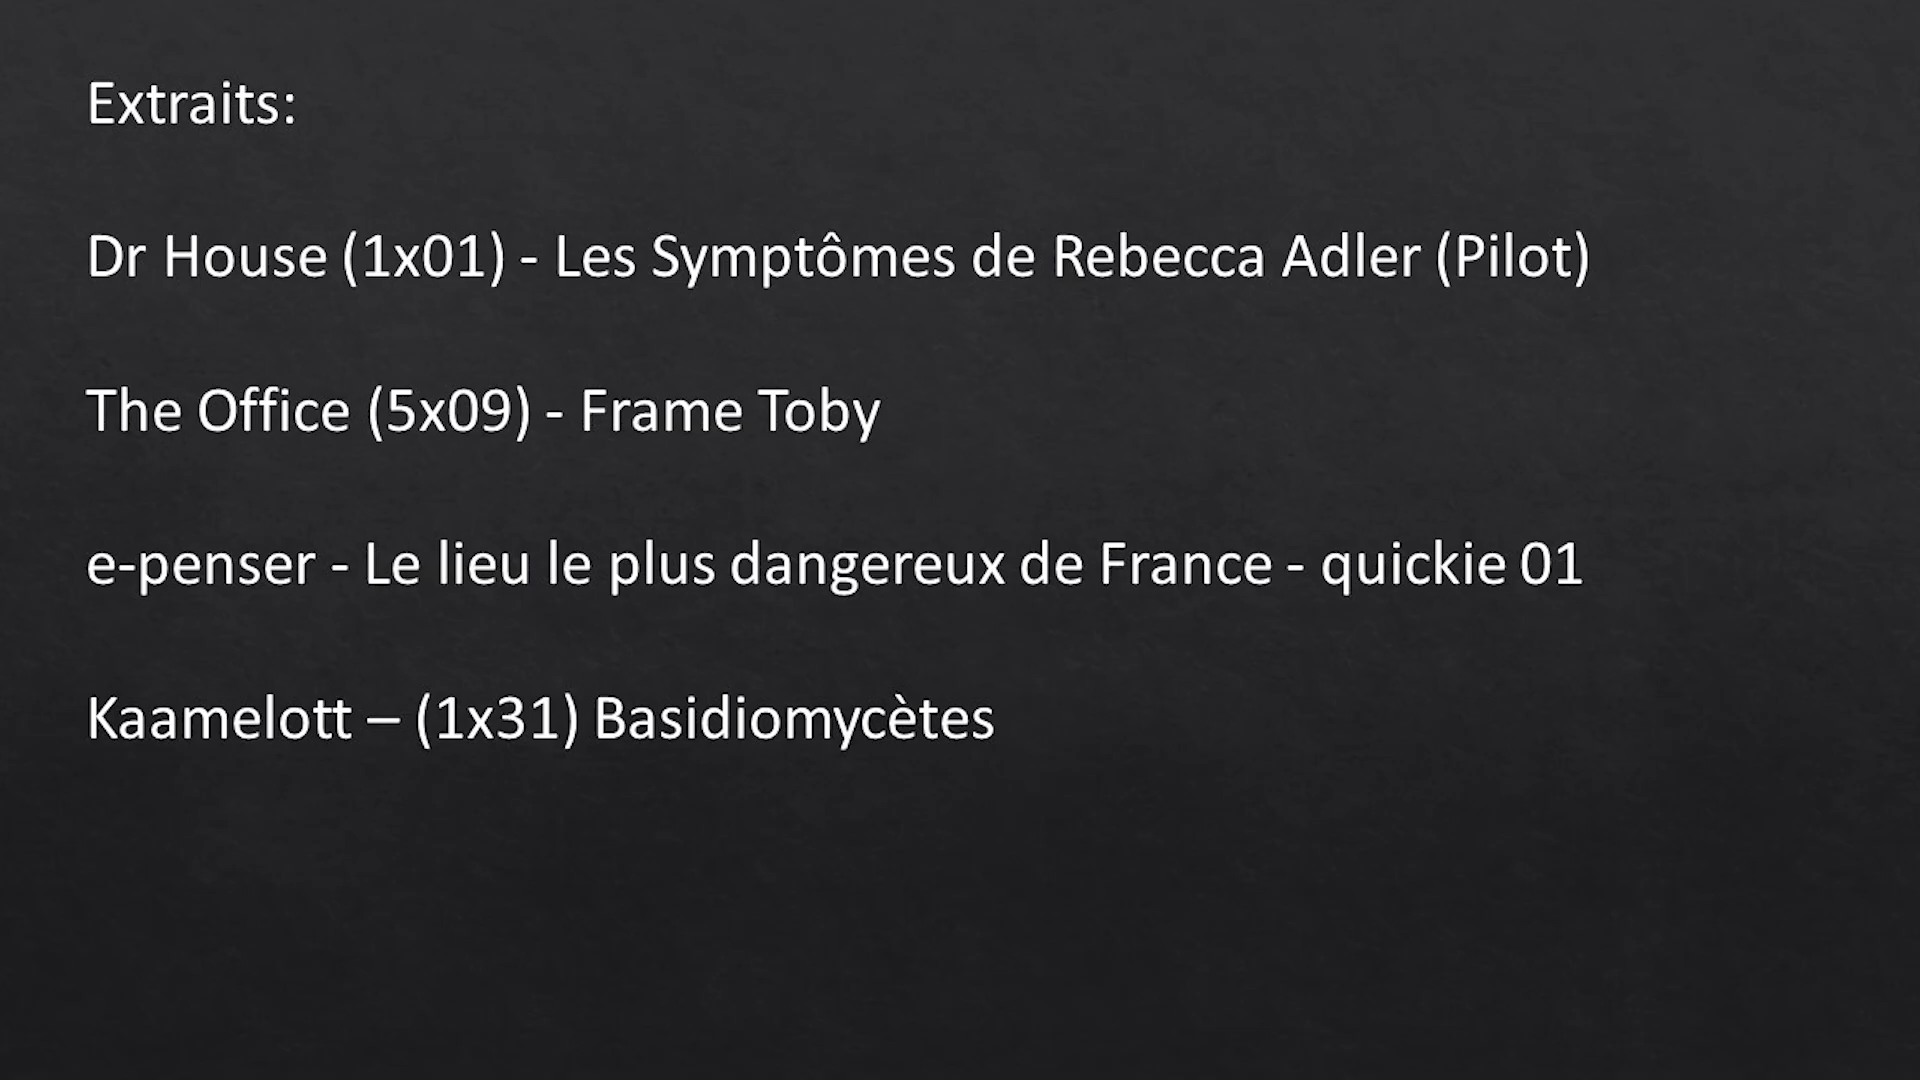 Extraits:
Dr House (1x01) - Les Symptômes de Rebecca Adler (Pilot)
The Office (5x09) - Frame Toby
e-penser - Le lieu le plus dangereux de France - quickie 01
Kaamelott – (1x31) Basidiomycètes